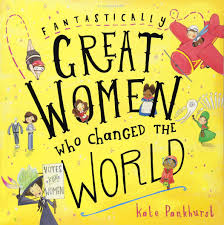 FANTASTICALLY
GREAT
WOMEN
WHO CHANGED THE
WORLD
VOTES
FOR
WOMEN
Kate Pankhurst